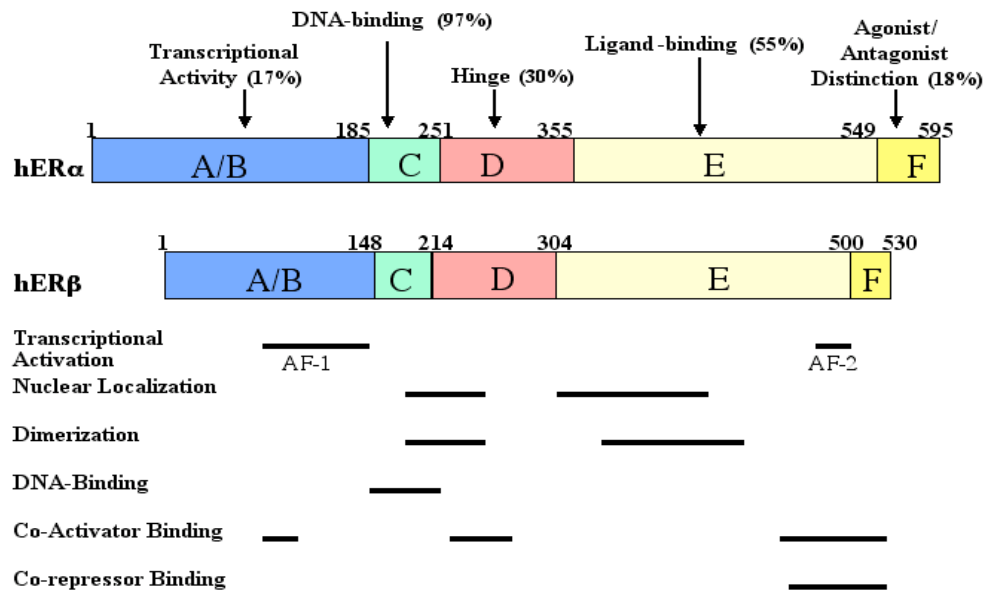 DNA-binding (97%)
Transcriptional
Activity (17%)
Hinge (30%)
Ligand-binding (55%)
Agonist/
Antagonist
Distinction (18%)
1 185 251 355 549 595
hERα A/B C D E F
1 148 214 304 500 530
hERβ A/B C D E F
Transcriptional
Activation
AF-1 AF-2
Nuclear Localization
Dimerization
DNA-Binding
Co-Activator Binding
Co-repressor Binding